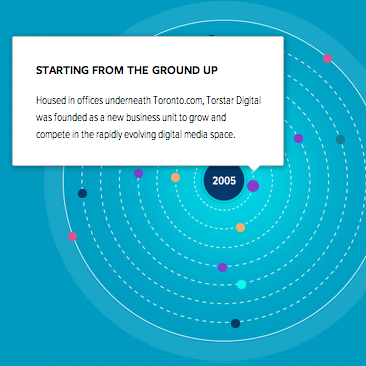 STARTING FROM THE GROUND UP
Housed in offices underneath Toronto.com, Torstar Digital
was founded as a new business unit to grow and
compete in the rapidly evolving digital media space.
2005